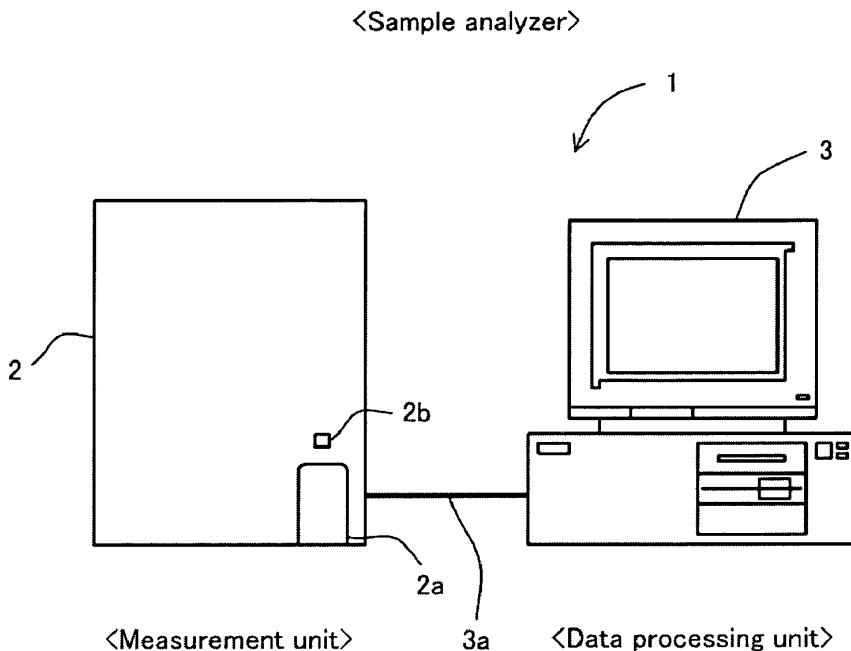 <Sample analyzer>
1
3
2
2b
2a
<Measurement unit>
3a
<Data processing unit>